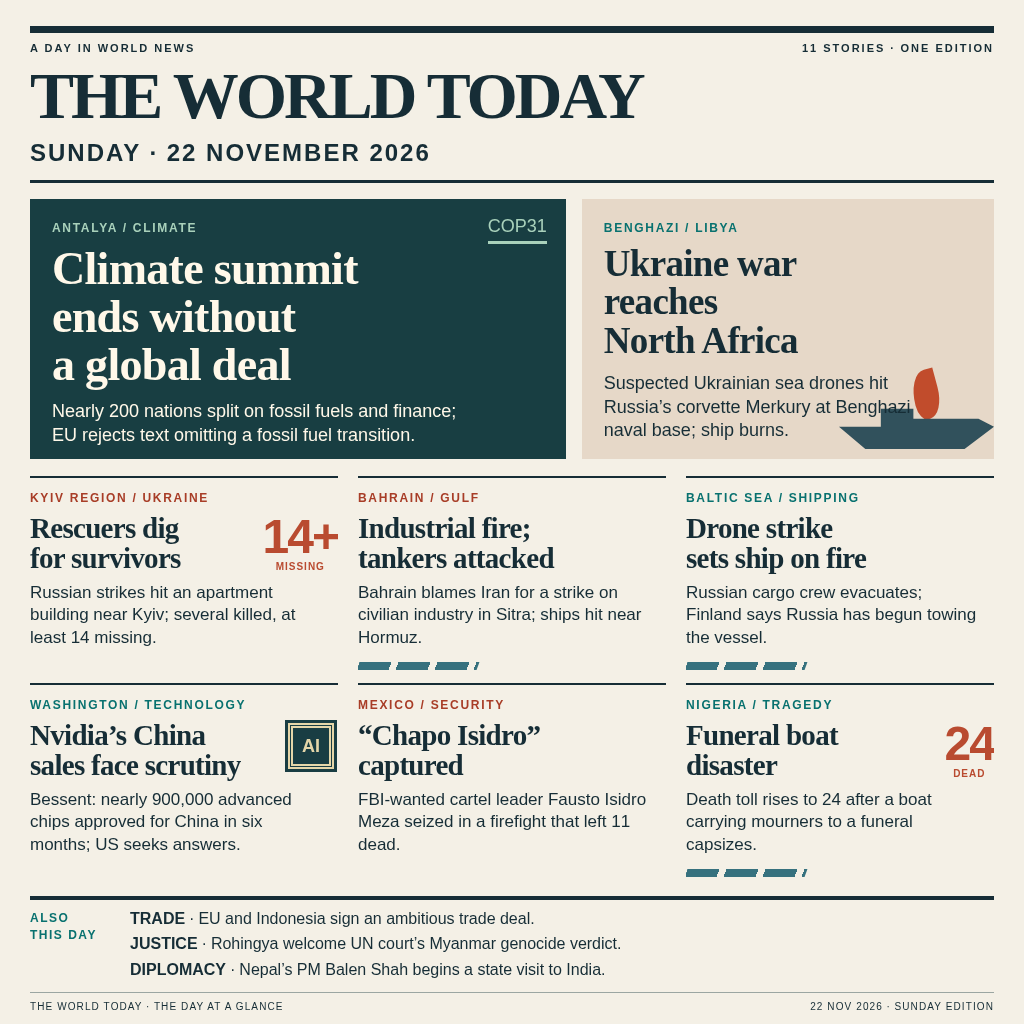 A DAY IN WORLD NEWS
11 STORIES · ONE EDITION
THE WORLD TODAY
SUNDAY · 22 NOVEMBER 2026
ANTALYA / CLIMATE
COP31
Climate summit
ends without
a global deal
Nearly 200 nations split on fossil fuels and finance;
EU rejects text omitting a fossil fuel transition.
BENGHAZI / LIBYA
Ukraine war
reaches
North Africa
Suspected Ukrainian sea drones hit
Russia’s corvette Merkury at Benghazi
naval base; ship burns.
KYIV REGION / UKRAINE
Rescuers dig
for survivors
14+
MISSING
Russian strikes hit an apartment
building near Kyiv; several killed, at
least 14 missing.
BAHRAIN / GULF
Industrial fire;
tankers attacked
Bahrain blames Iran for a strike on
civilian industry in Sitra; ships hit near
Hormuz.
BALTIC SEA / SHIPPING
Drone strike
sets ship on fire
Russian cargo crew evacuates;
Finland says Russia has begun towing
the vessel.
WASHINGTON / TECHNOLOGY
Nvidia’s China
sales face scrutiny
AI
Bessent: nearly 900,000 advanced
chips approved for China in six
months; US seeks answers.
MEXICO / SECURITY
“Chapo Isidro”
captured
FBI-wanted cartel leader Fausto Isidro
Meza seized in a firefight that left 11
dead.
NIGERIA / TRAGEDY
Funeral boat
disaster
24
DEAD
Death toll rises to 24 after a boat
carrying mourners to a funeral
capsizes.
ALSO
THIS DAY
TRADE · EU and Indonesia sign an ambitious trade deal.
JUSTICE · Rohingya welcome UN court’s Myanmar genocide verdict.
DIPLOMACY · Nepal’s PM Balen Shah begins a state visit to India.
THE WORLD TODAY · THE DAY AT A GLANCE
22 NOV 2026 · SUNDAY EDITION